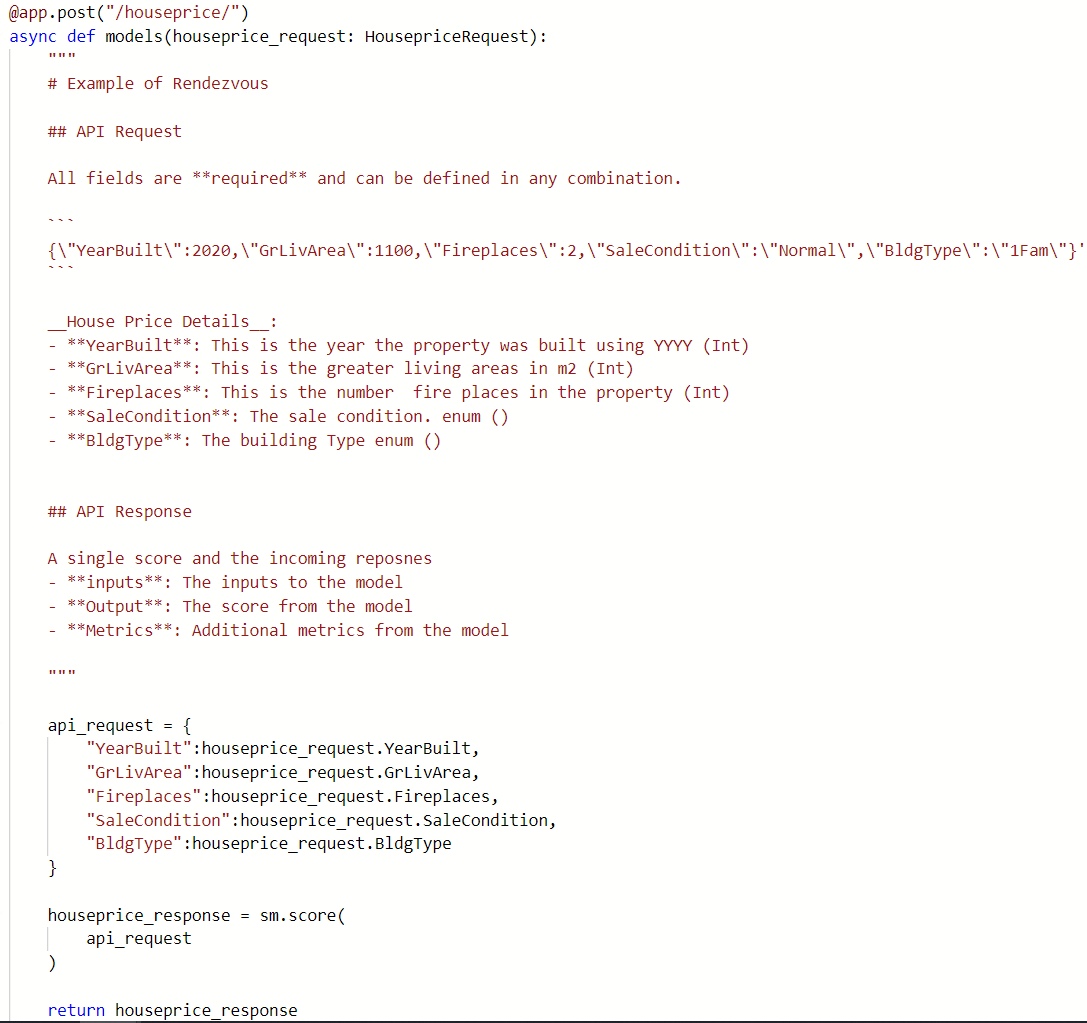 @app.post("/houseprice/")
async def models(houseprice_request: HousepriceRequest):
    """
    # Example of Rendezvous
    ## API Request
    All fields are **required** and can be defined in any combination.
    ```
    {\"YearBuilt\":2020,\"GrLivArea\":1100,\"Fireplaces\":2,\"SaleCondition\":\"Normal\",\"BldgType\":\"1Fam\"}'
    ```
    __House Price Details__:
    - **YearBuilt**: This is the year the property was built using YYYY (Int)
    - **GrLivArea**: This is the greater living areas in m2 (Int)
    - **Fireplaces**: This is the number  fire places in the property (Int)
    - **SaleCondition**: The sale condition. enum ()
    - **BldgType**: The building Type enum ()
    ## API Response
    A single score and the incoming reposnes
    - **inputs**: The inputs to the model
    - **Output**: The score from the model
    - **Metrics**: Additional metrics from the model
    """
    api_request = {
        "YearBuilt":houseprice_request.YearBuilt,
        "GrLivArea":houseprice_request.GrLivArea,
        "Fireplaces":houseprice_request.Fireplaces,
        "SaleCondition":houseprice_request.SaleCondition,
        "BldgType":houseprice_request.BldgType
    }
    houseprice_response = sm.score(
        api_request
    )
    return houseprice_response